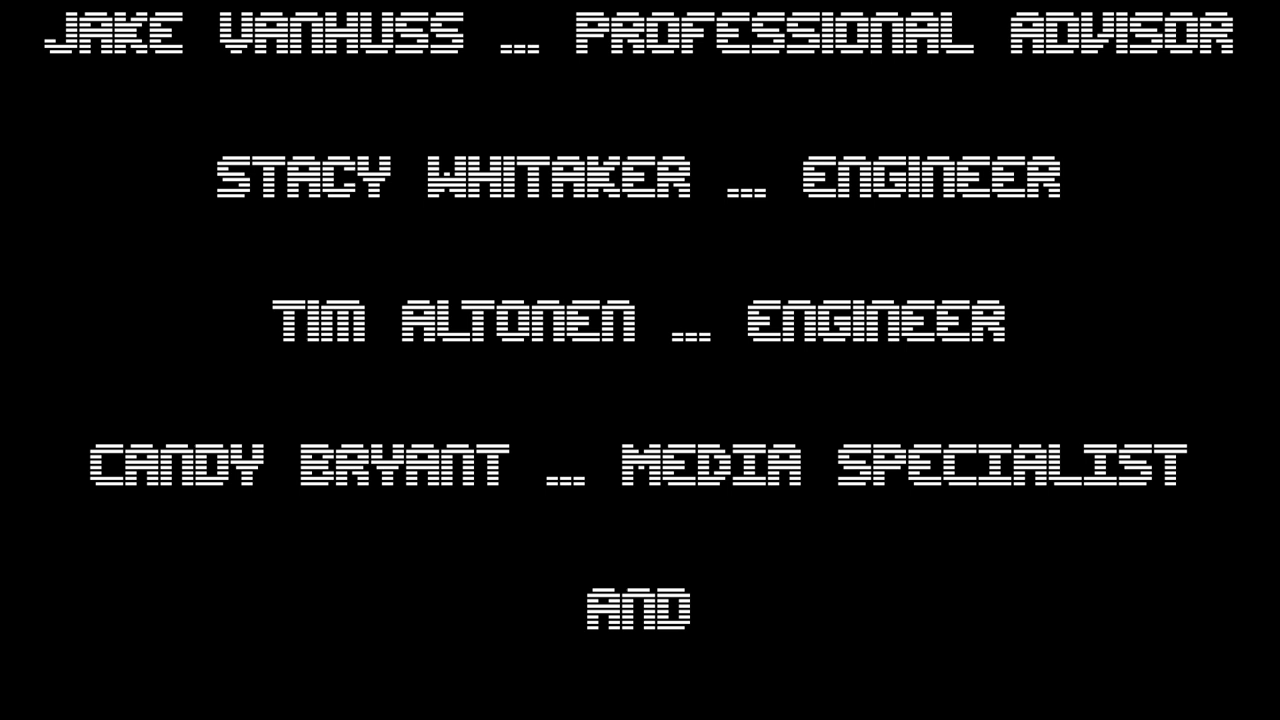 JAKE VANHUSS ... PROFESSIONAL ADVISOR
STACY WHITAKER ... ENGINEER
TIM ALTONEN ... ENGINEER
CANDY BRYANT ... MEDIA SPECIALIST
AND